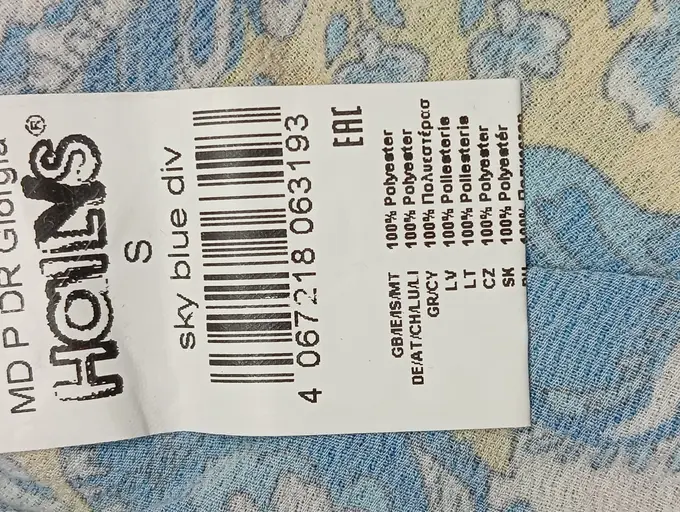 MD P DR Giorgia
HaiLYS®
S
sky blue div
4 067218 063193
EAC
GB/IE/IS/MT 100% Polyester
DE/AT/CH/LU/LI 100% Polyester
GR/CY 100% Πολυεστέρασ
LV 100% Poliesteris
LT 100% Poliesteris
CZ 100% Polyester
SK 100% Polyestér